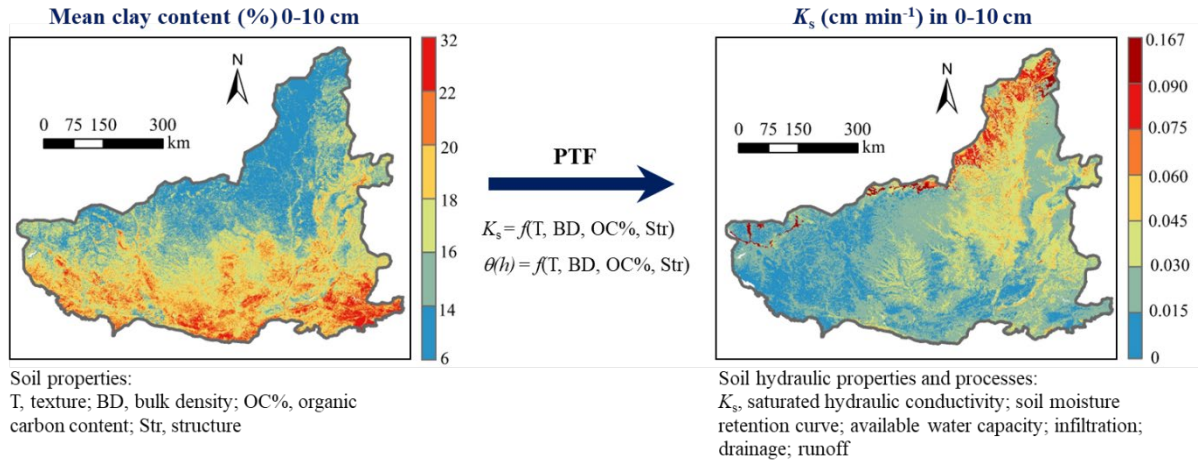 Mean clay content (%) 0-10 cm
N
0 75 150 300
km
32
22
20
18
16
14
6
PTF
Ks = f(T, BD, OC%, Str)
θ(h) = f(T, BD, OC%, Str)
Ks (cm min-1) in 0-10 cm
N
0 75 150 300
km
0.167
0.090
0.075
0.060
0.045
0.030
0.015
0
Soil properties:
T, texture; BD, bulk density; OC%, organic
carbon content; Str, structure
Soil hydraulic properties and processes:
Ks, saturated hydraulic conductivity; soil moisture
retention curve; available water capacity; infiltration;
drainage; runoff